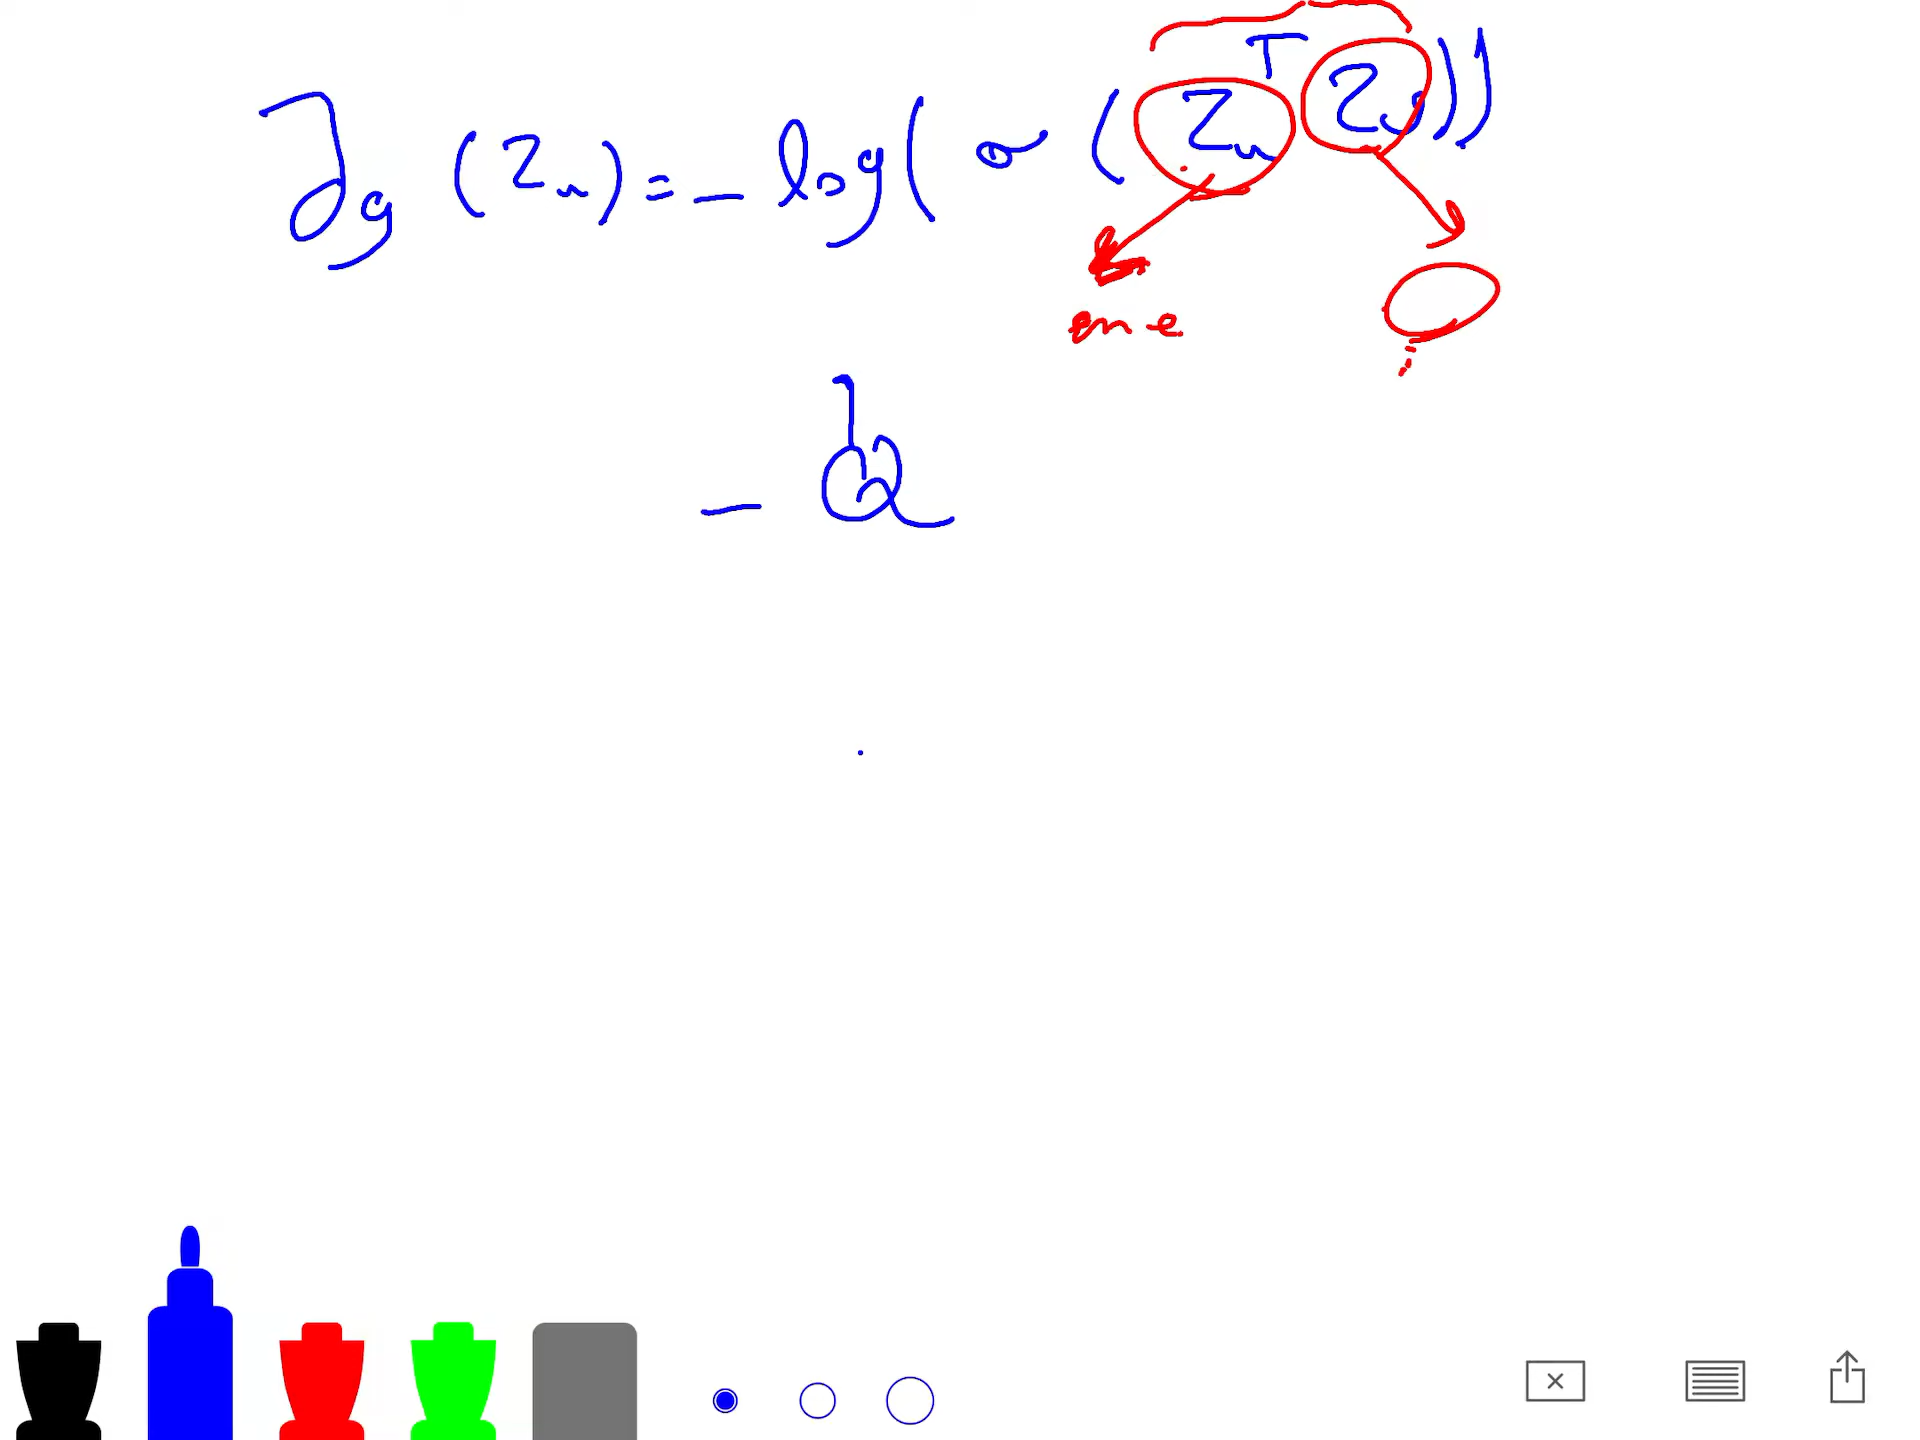 J_g (Z_u) = - log( σ ( Z_u^T Z_v ))
- Q